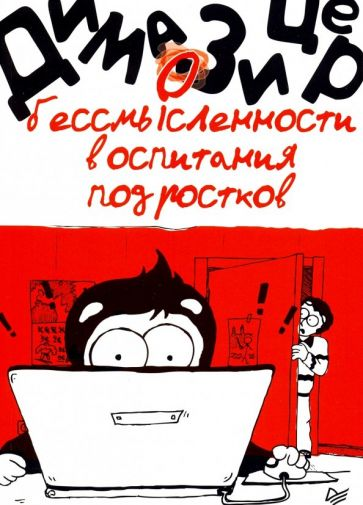 Дима Зицер
О
бессмысленности
воспитания
подростков